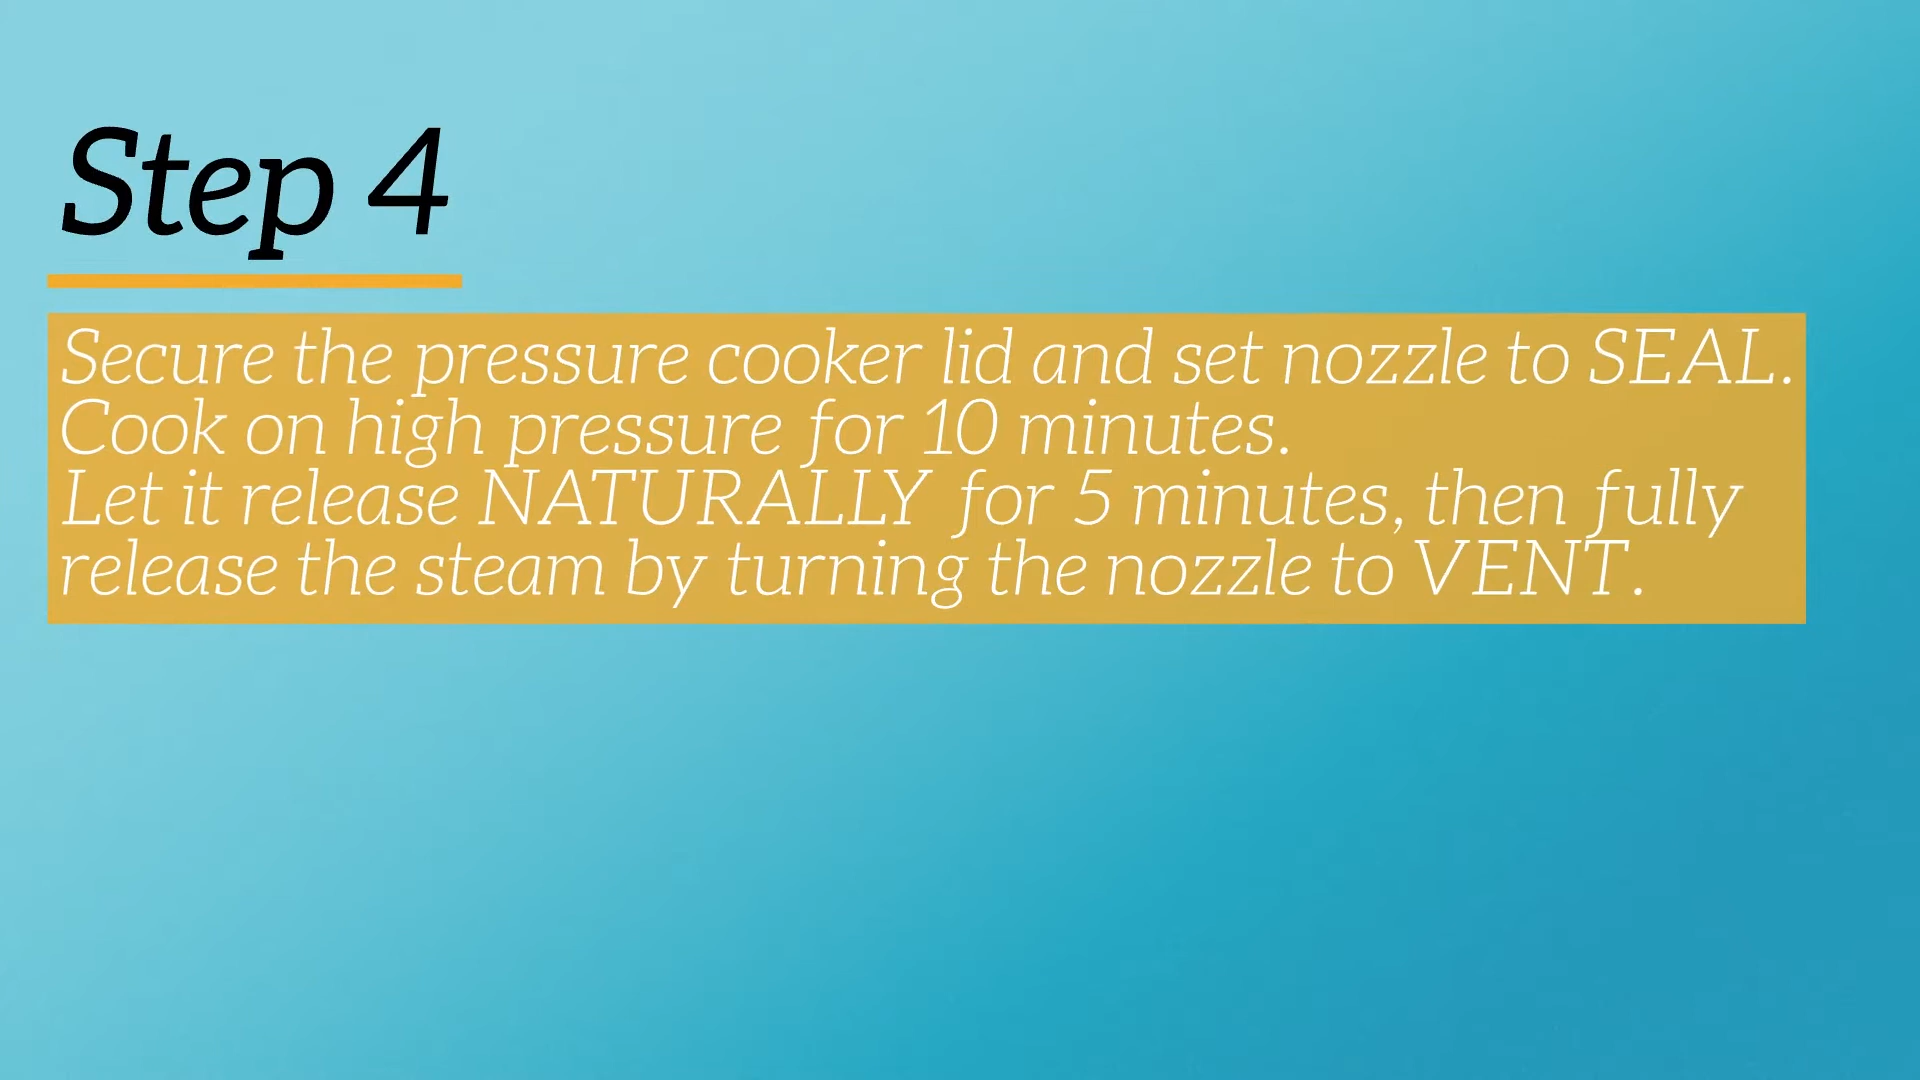 Step 4
Secure the pressure cooker lid and set nozzle to SEAL.
Cook on high pressure for 10 minutes.
Let it release NATURALLY for 5 minutes, then fully
release the steam by turning the nozzle to VENT.